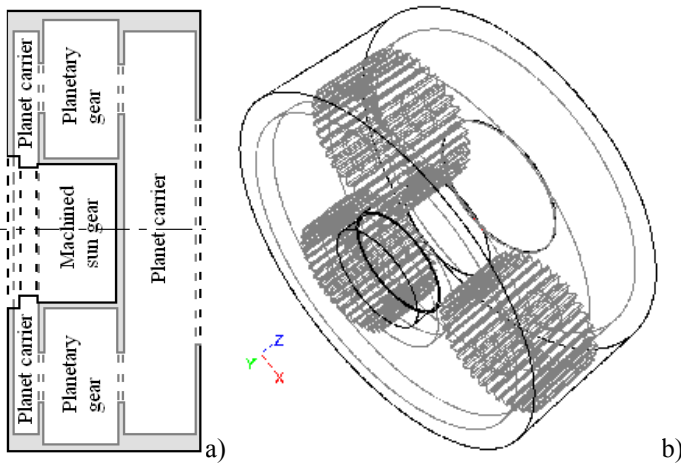 Planet carrier
Planetary
gear
Machined
sun gear
Planet carrier
Planet carrier
Planetary
gear
a)
Z
Y
X
b)